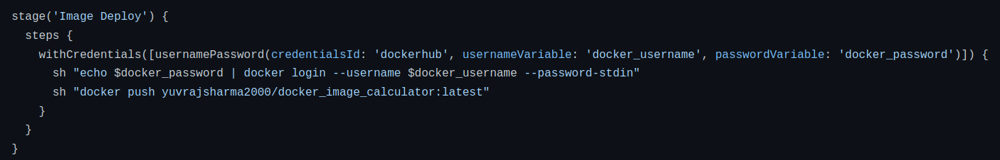 stage('Image Deploy') {
  steps {
    withCredentials([usernamePassword(credentialsId: 'dockerhub', usernameVariable: 'docker_username', passwordVariable: 'docker_password')]) {
      sh "echo $docker_password | docker login --username $docker_username --password-stdin"
      sh "docker push yuvrajsharma2000/docker_image_calculator:latest"
    }
  }
}